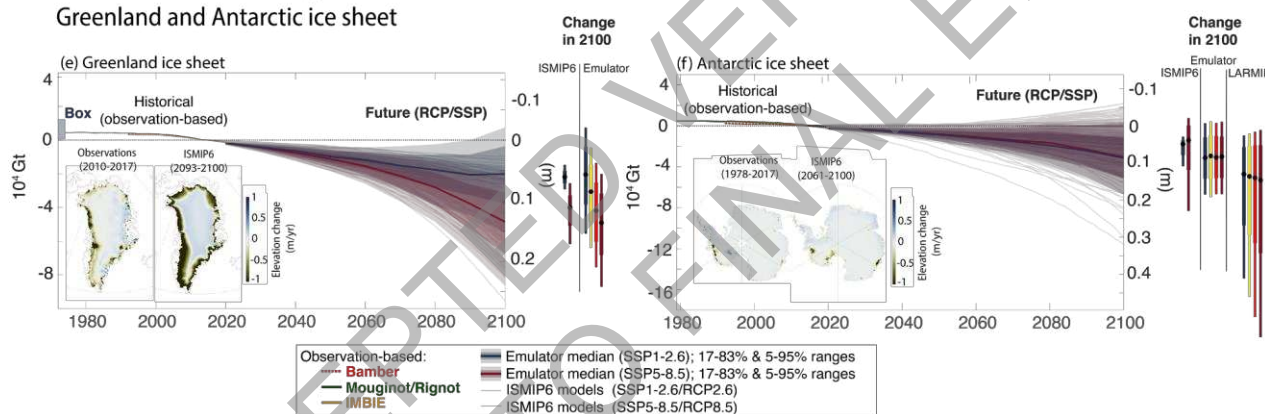 Greenland and Antarctic ice sheet
Change
in 2100
(e) Greenland ice sheet
ISMIP6
Emulator
4
0
-4
-8
10⁴ Gt
Box
Historical
(observation-based)
Future (RCP/SSP)
Observations
(2010-2017)
ISMIP6
(2093-2100)
1
0.5
0
-0.5
-1
Elevation change
(m/yr)
-0.1
0
0.1
0.2
(m)
1980
2000
2020
2040
2060
2080
2100
Change
in 2100
(f) Antarctic ice sheet
Emulator
ISMIP6
LARMIP
4
0
-4
-8
-12
-16
10⁴ Gt
Historical
(observation-based)
Future (RCP/SSP)
Observations
(1978-2017)
ISMIP6
(2061-2100)
1
0.5
0
-0.5
-1
Elevation change
(m/yr)
-0.1
0
0.1
0.2
0.3
0.4
(m)
1980
2000
2020
2040
2060
2080
2100
Observation-based:
Bamber
Mouginot/Rignot
IMBIE
Emulator median (SSP1-2.6); 17-83% & 5-95% ranges
Emulator median (SSP5-8.5); 17-83% & 5-95% ranges
ISMIP6 models (SSP1-2.6/RCP2.6)
ISMIP6 models (SSP5-8.5/RCP8.5)